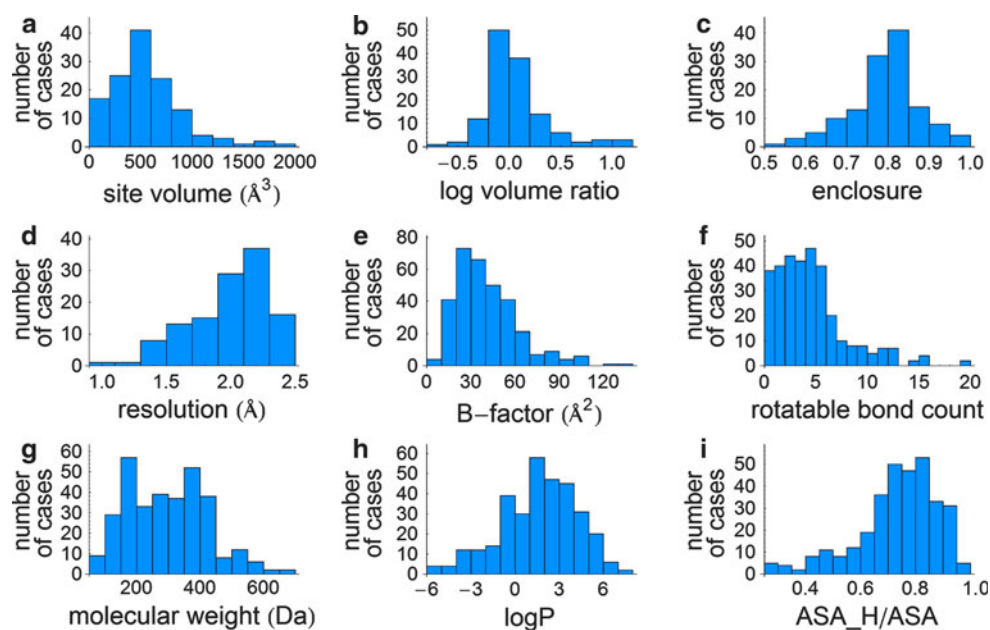 a
number
of cases
40
30
20
10
0
0
500
1000
1500
2000
site volume (Å³)
b
number
of cases
50
40
30
20
10
0
−0.5
0.0
0.5
1.0
log volume ratio
c
number
of cases
40
30
20
10
0
0.5
0.6
0.7
0.8
0.9
1.0
enclosure
d
number
of cases
40
30
20
10
0
1.0
1.5
2.0
2.5
resolution (Å)
e
number
of cases
80
60
40
20
0
0
30
60
90
120
B−factor (Å²)
f
number
of cases
50
40
30
20
10
0
0
5
10
15
20
rotatable bond count
g
number
of cases
60
50
40
30
20
10
0
200
400
600
molecular weight (Da)
h
number
of cases
60
50
40
30
20
10
0
−6
−3
0
3
6
logP
i
number
of cases
50
40
30
20
10
0
0.4
0.6
0.8
1.0
ASA_H/ASA